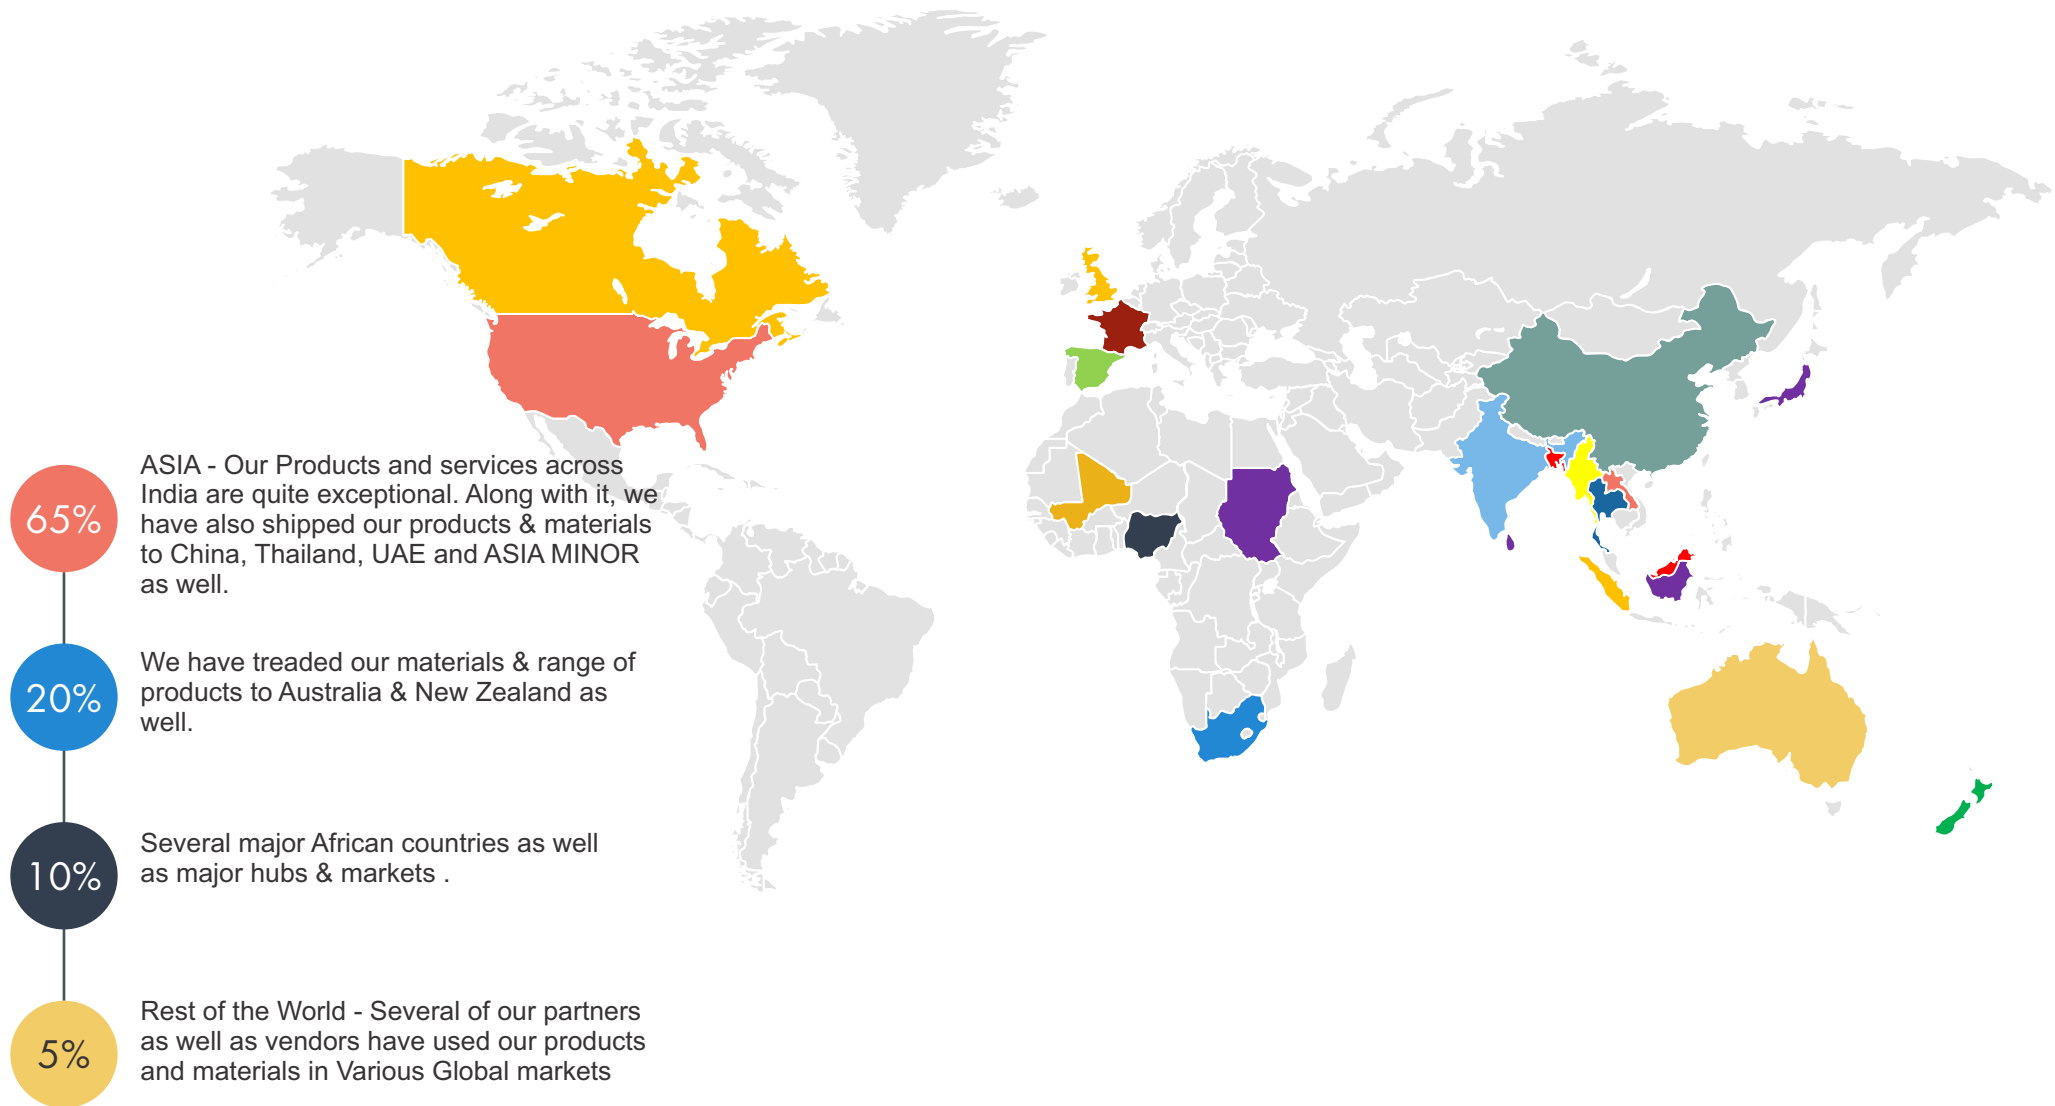 65%
ASIA - Our Products and services across
India are quite exceptional. Along with it, we
have also shipped our products & materials
to China, Thailand, UAE and ASIA MINOR
as well.
20%
We have treaded our materials & range of
products to Australia & New Zealand as
well.
10%
Several major African countries as well
as major hubs & markets .
5%
Rest of the World - Several of our partners
as well as vendors have used our products
and materials in Various Global markets